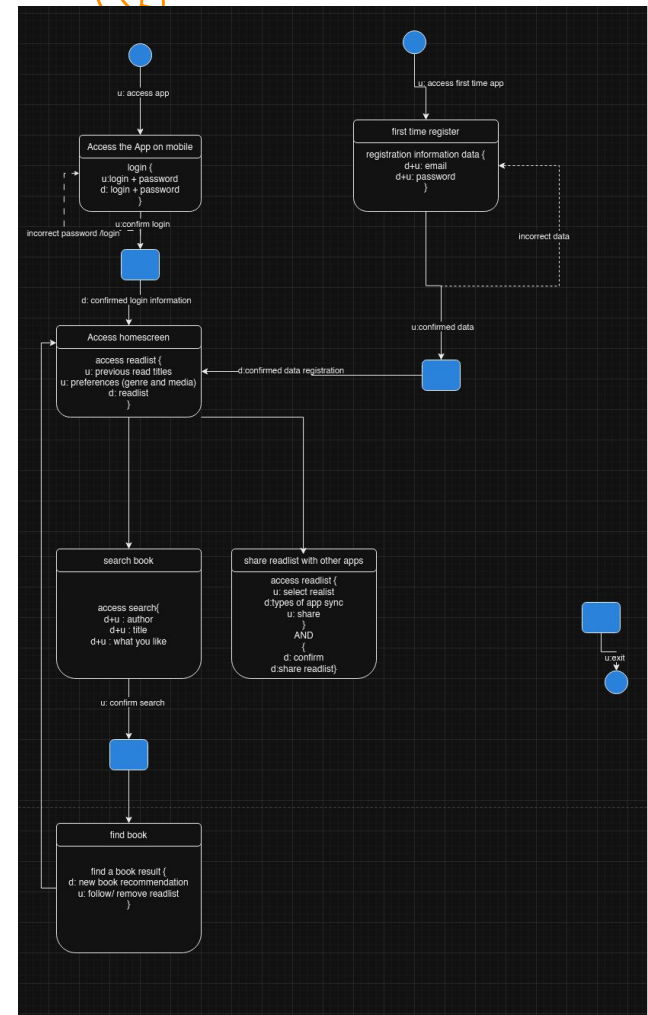 u: access app
u: access first time app
Access the App on mobile
login {
u:login + password
d: login + password
}
first time register
registration information data {
d+u: email
d+u: password
}
u:confirm login
incorrect password /login
incorrect data
d: confirmed login information
u:confirmed data
Access homescreen
access readlist {
u: previous read titles
u: preferences (genre and media)
d: readlist
}
d:confirmed data registration
search book
access search{
d+u : author
d+u : title
d+u : what you like
share readlist with other apps
access readlist {
u: select realist
d:types of app sync
u: share
}
AND
{
d: confirm
d:share readlist}
u:exit
u: confirm search
find book
find a book result {
d: new book recommendation
u: follow/ remove readlist
}